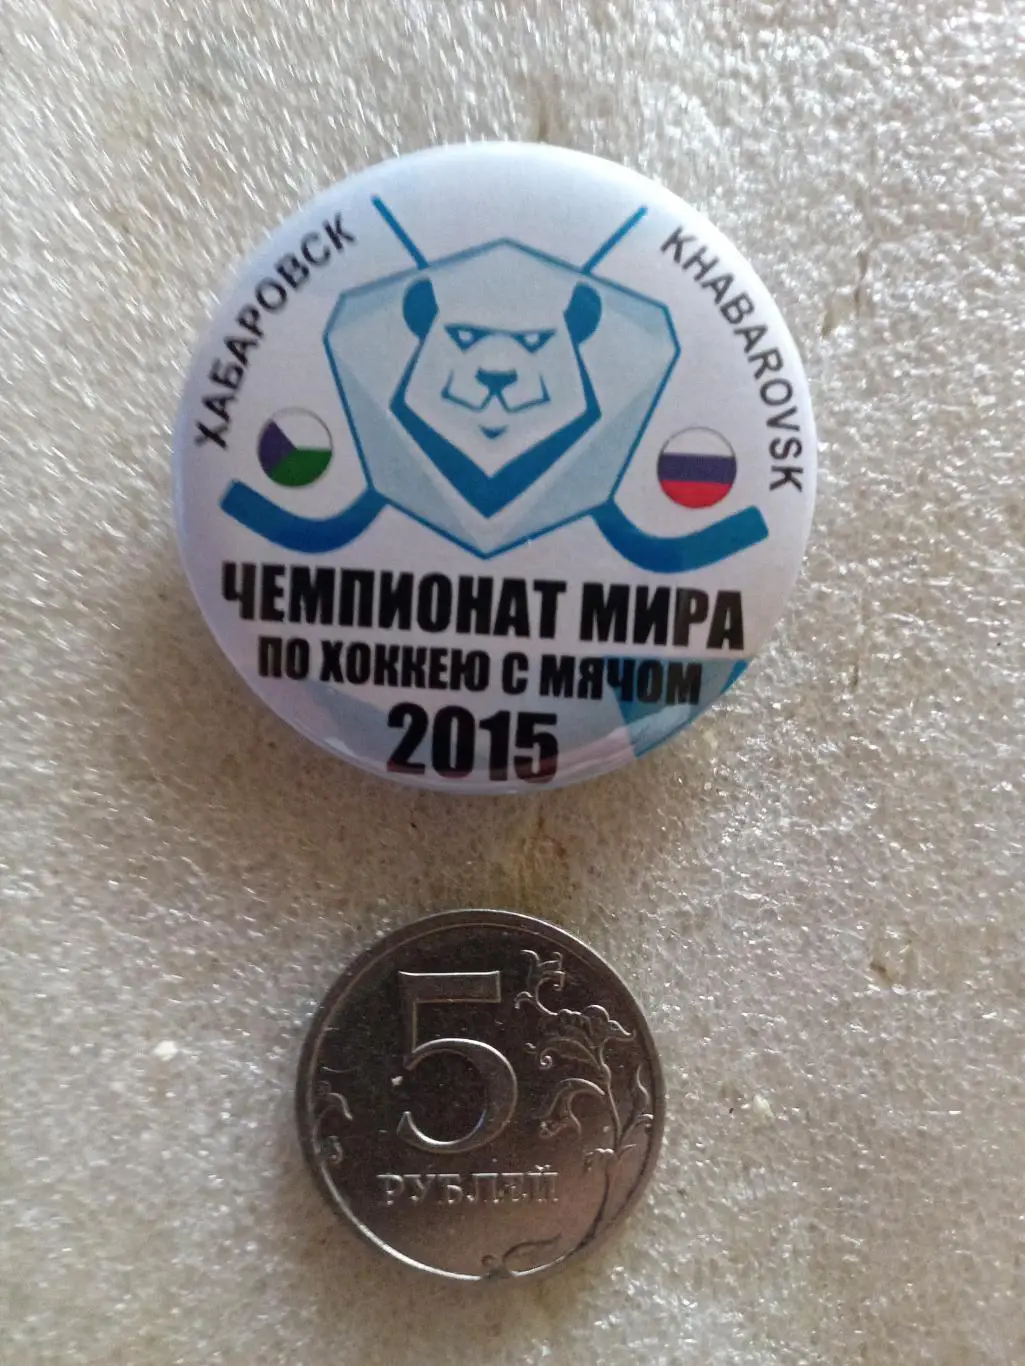 ХАБАРОВСК
KHABAROVSK
ЧЕМПИОНАТ МИРА
ПО ХОККЕЮ С МЯЧОМ
2015
5
РУБЛЕЙ